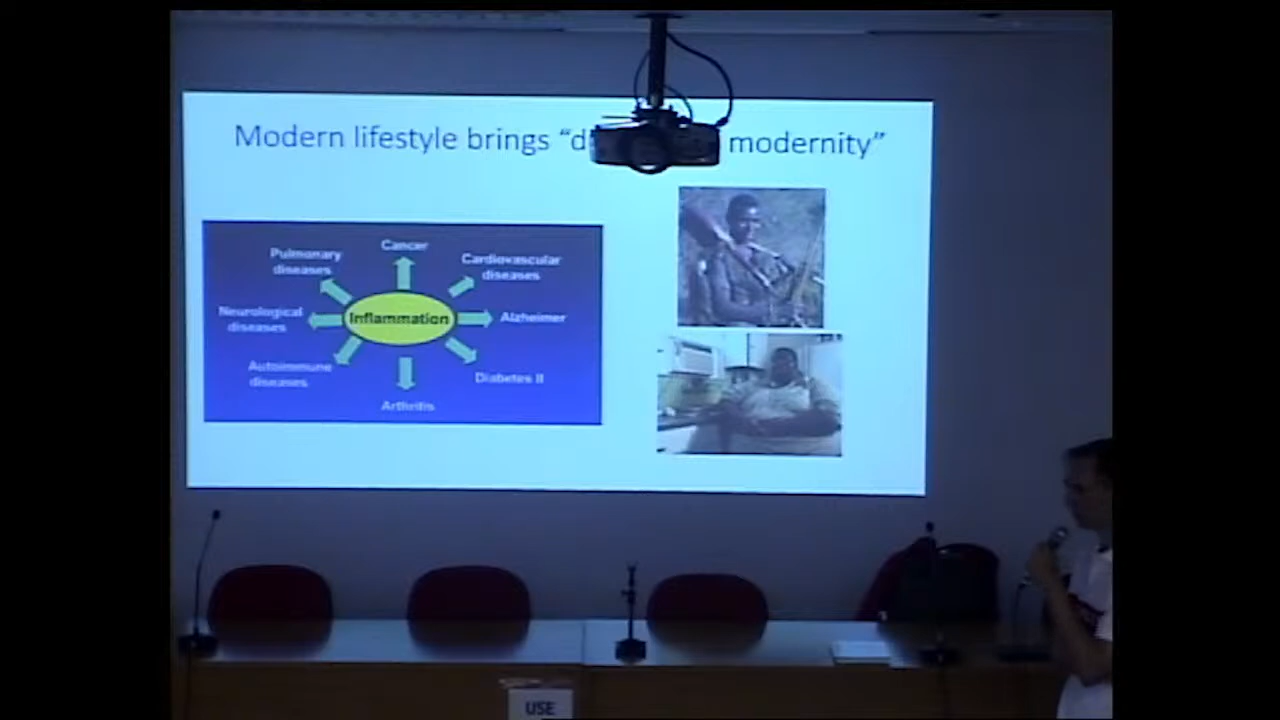 Modern lifestyle brings “d modernity”
Cancer
Pulmonary
diseases
Cardiovascular
diseases
Neurological
diseases
Inflammation
Alzheimer
Autoimmune
diseases
Diabetes II
Arthritis
USE